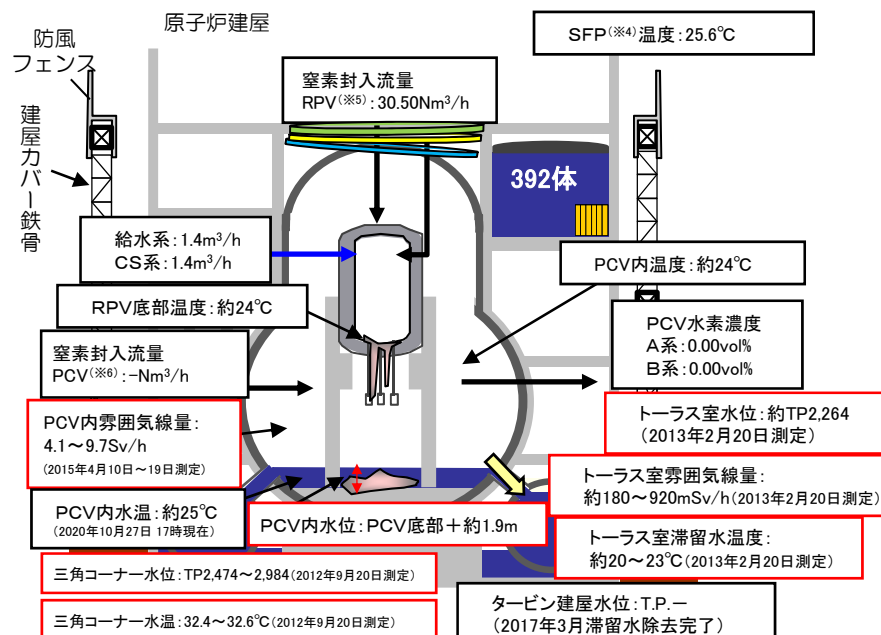 原子炉建屋
防風
フェンス
SFP(※4)温度:25.6℃
窒素封入流量
RPV(※5):30.50Nm³/h
建屋カバー鉄骨
392体
給水系:1.4m³/h
CS系:1.4m³/h
PCV内温度:約24℃
RPV底部温度:約24℃
PCV水素濃度
A系:0.00vol%
B系:0.00vol%
窒素封入流量
PCV(※6):-Nm³/h
トーラス室水位:約TP2,264
(2013年2月20日測定)
PCV内雰囲気線量:
4.1~9.7Sv/h
(2015年4月10日~19日測定)
トーラス室雰囲気線量:
約180~920mSv/h(2013年2月20日測定)
PCV内水温:約25℃
(2020年10月27日 17時現在)
PCV内水位:PCV底部+約1.9m
トーラス室滞留水温度:
約20~23℃(2013年2月20日測定)
三角コーナー水位:TP2,474~2,984(2012年9月20日測定)
三角コーナー水温:32.4~32.6℃(2012年9月20日測定)
タービン建屋水位:T.P.-
(2017年3月滞留水除去完了)